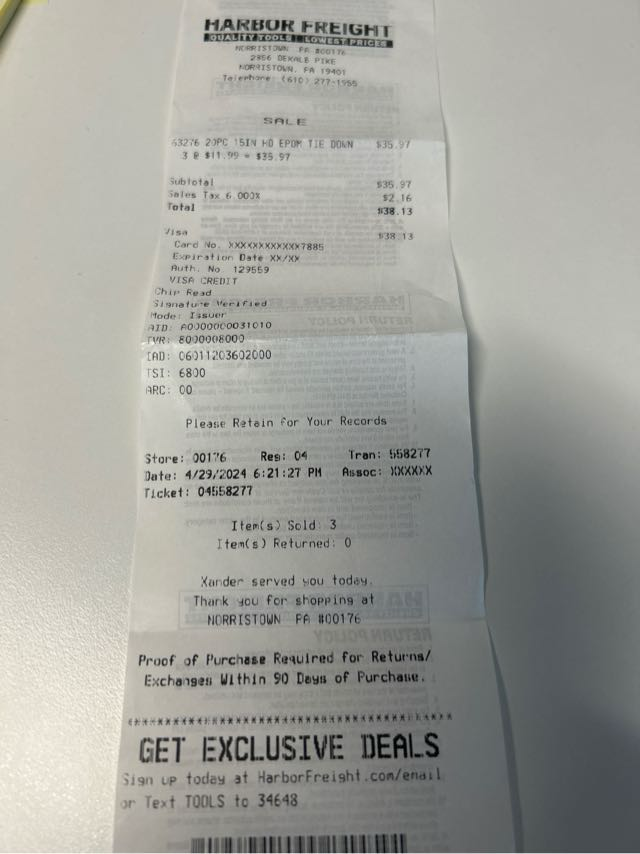 HARBOR FREIGHT
QUALITY TOOLS LOWEST PRICES
NORRISTOWN PA #00176
2856 DEKALB PIKE
NORRISTOWN, PA 19401
Telephone: (610) 277-1955
SALE
63276 20PC 15IN HD EPDM TIE DOWN $35.97
3 @ $11.99 = $35.97
Subtotal $35.97
Sales Tax 6.000% $2.16
Total $38.13
Visa $38.13
Card No. XXXXXXXXXXXX7885
Expiration Date XX/XX
Auth. No. 129559
VISA CREDIT
Chip Read
Signature Verified
Mode: Issuer
AID: A0000000031010
TVR: 8000008000
IAD: 06011203602000
TSI: 6800
ARC: 00
Please Retain for Your Records
Store: 00176 Reg: 04 Tran: 558277
Date: 4/29/2024 6:21:27 PM Assoc: XXXXXX
Ticket: 04558277
Item(s) Sold: 3
Item(s) Returned: 0
Xander served you today.
Thank you for shopping at
NORRISTOWN PA #00176
Proof of Purchase Required for Returns/
Exchanges Within 90 Days of Purchase.
GET EXCLUSIVE DEALS
Sign up today at HarborFreight.com/email
or Text TOOLS to 34648